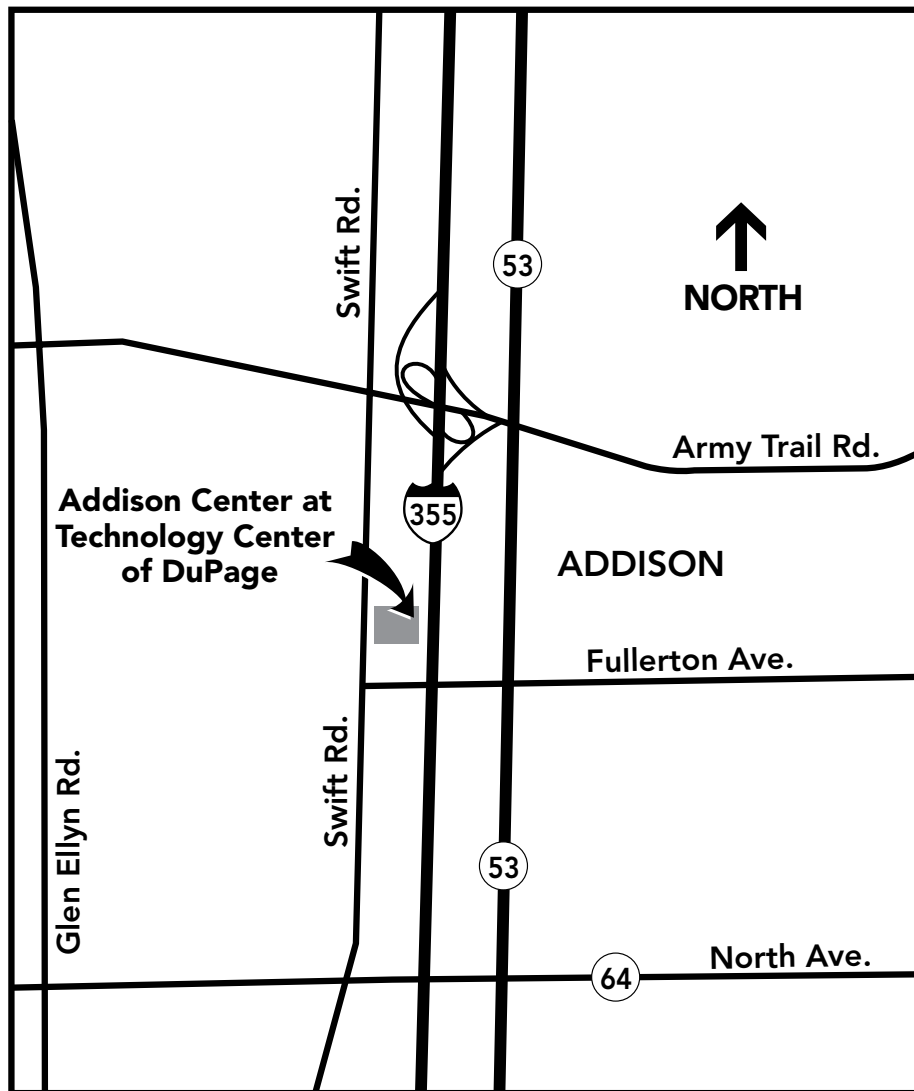 Swift Rd.
53
NORTH
Army Trail Rd.
Addison Center at
Technology Center
of DuPage
355
ADDISON
Fullerton Ave.
Swift Rd.
Glen Ellyn Rd.
53
North Ave.
64